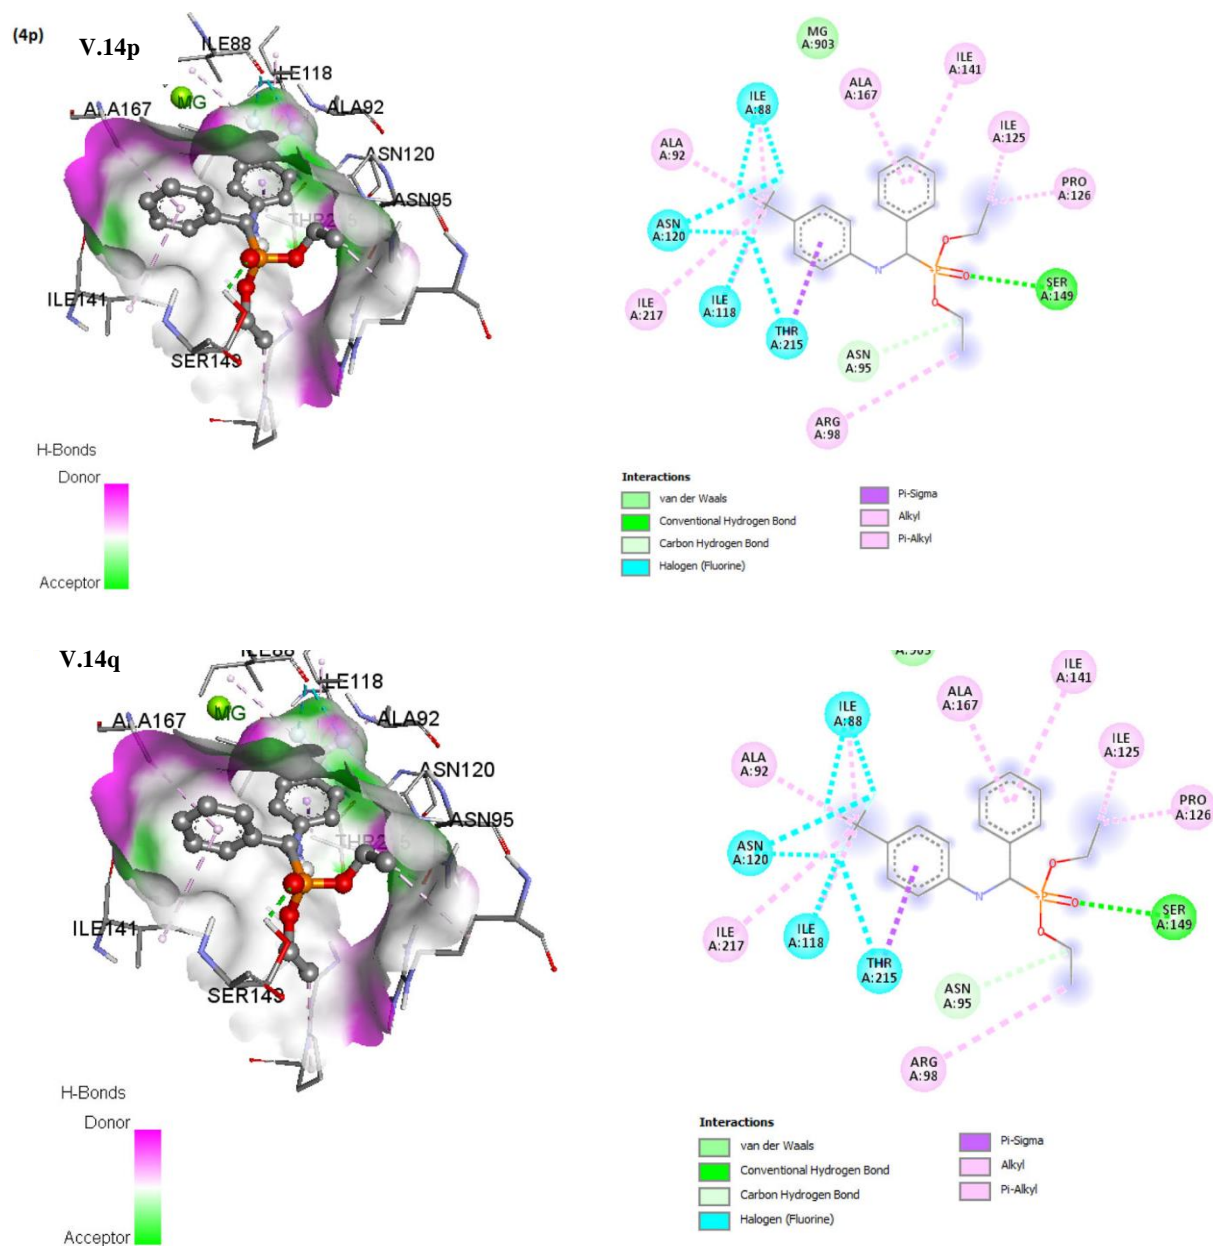 (4p)
V.14p
ILE88
ILE118
MG
ALA167
ALA92
ASN120
ASN95
THR215
ILE141
SER149
H-Bonds
Donor
Acceptor
MG
A:903
ILE
A:141
ALA
A:167
ILE
A:88
ILE
A:125
ALA
A:92
PRO
A:126
ASN
A:120
N
O
P
O
O
SER
A:149
ILE
A:217
ILE
A:118
THR
A:215
ASN
A:95
ARG
A:98
Interactions
van der Waals
Conventional Hydrogen Bond
Carbon Hydrogen Bond
Halogen (Fluorine)
Pi-Sigma
Alkyl
Pi-Alkyl
V.14q
ILE88
ILE118
MG
ALA167
ALA92
ASN120
ASN95
THR215
ILE141
SER149
H-Bonds
Donor
Acceptor
A:903
ILE
A:141
ALA
A:167
ILE
A:88
ILE
A:125
ALA
A:92
PRO
A:126
ASN
A:120
N
O
P
O
O
SER
A:149
ILE
A:217
ILE
A:118
THR
A:215
ASN
A:95
ARG
A:98
Interactions
van der Waals
Conventional Hydrogen Bond
Carbon Hydrogen Bond
Halogen (Fluorine)
Pi-Sigma
Alkyl
Pi-Alkyl